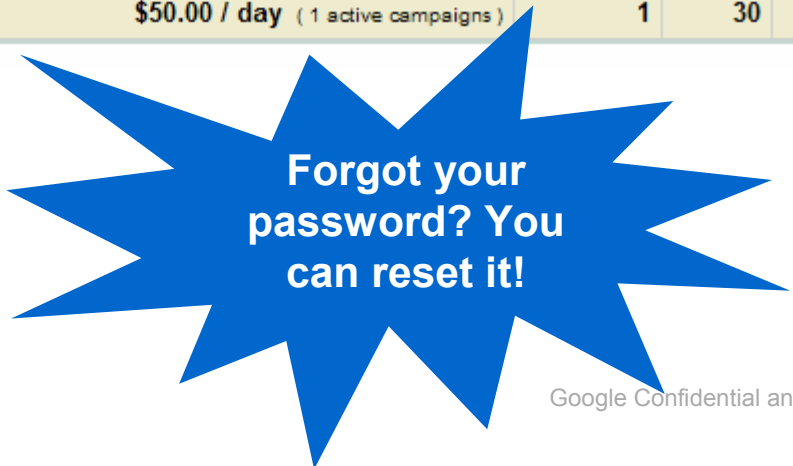 $50.00 / day ( 1 active campaigns ) 1 30
Forgot your
password? You
can reset it!
Google Confidential an